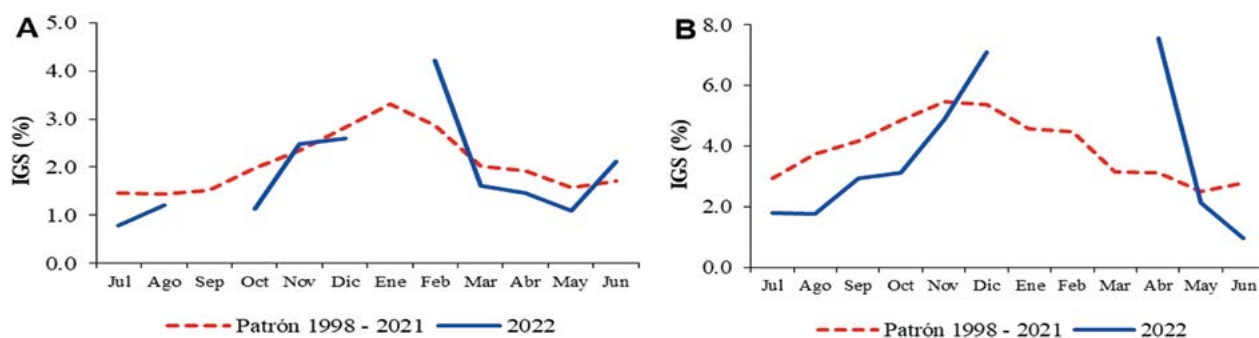 A
IGS (%)
5.0
4.0
3.0
2.0
1.0
0.0
Jul Ago Sep Oct Nov Dic Ene Feb Mar Abr May Jun
Patrón 1998 - 2021 2022
B
IGS (%)
8.0
6.0
4.0
2.0
0.0
Jul Ago Sep Oct Nov Dic Ene Feb Mar Abr May Jun
Patrón 1998 - 2021 2022